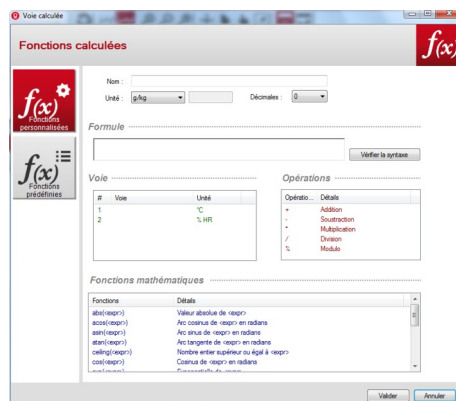 Voie calculée
Fonctions calculées
f(x)
f(x)
Fonctions
personnalisées
f(x)
Fonctions
prédéfinies
Nom :
Unité : g/kg Décimales : 0
Formule
Vérifier la syntaxe
Voie
# Voie Unité
1 °C
2 % HR
Opérations
Opératio... Détails
+ Addition
- Soustraction
* Multiplication
/ Division
% Modulo
Fonctions mathématiques
Fonctions Détails
abs(<expr>) Valeur absolue de <expr>
acos(<expr>) Arc cosinus de <expr> en radians
asin(<expr>) Arc sinus de <expr> en radians
atan(<expr>) Arc tangente de <expr> en radians
ceiling(<expr>) Nombre entier supérieur ou égal à <expr>
cos(<expr>) Cosinus de <expr> en radians
Valider Annuler